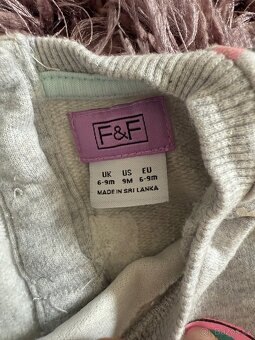 F&F
UK US EU
6-9m 9M 6-9m
MADE IN SRI LANKA